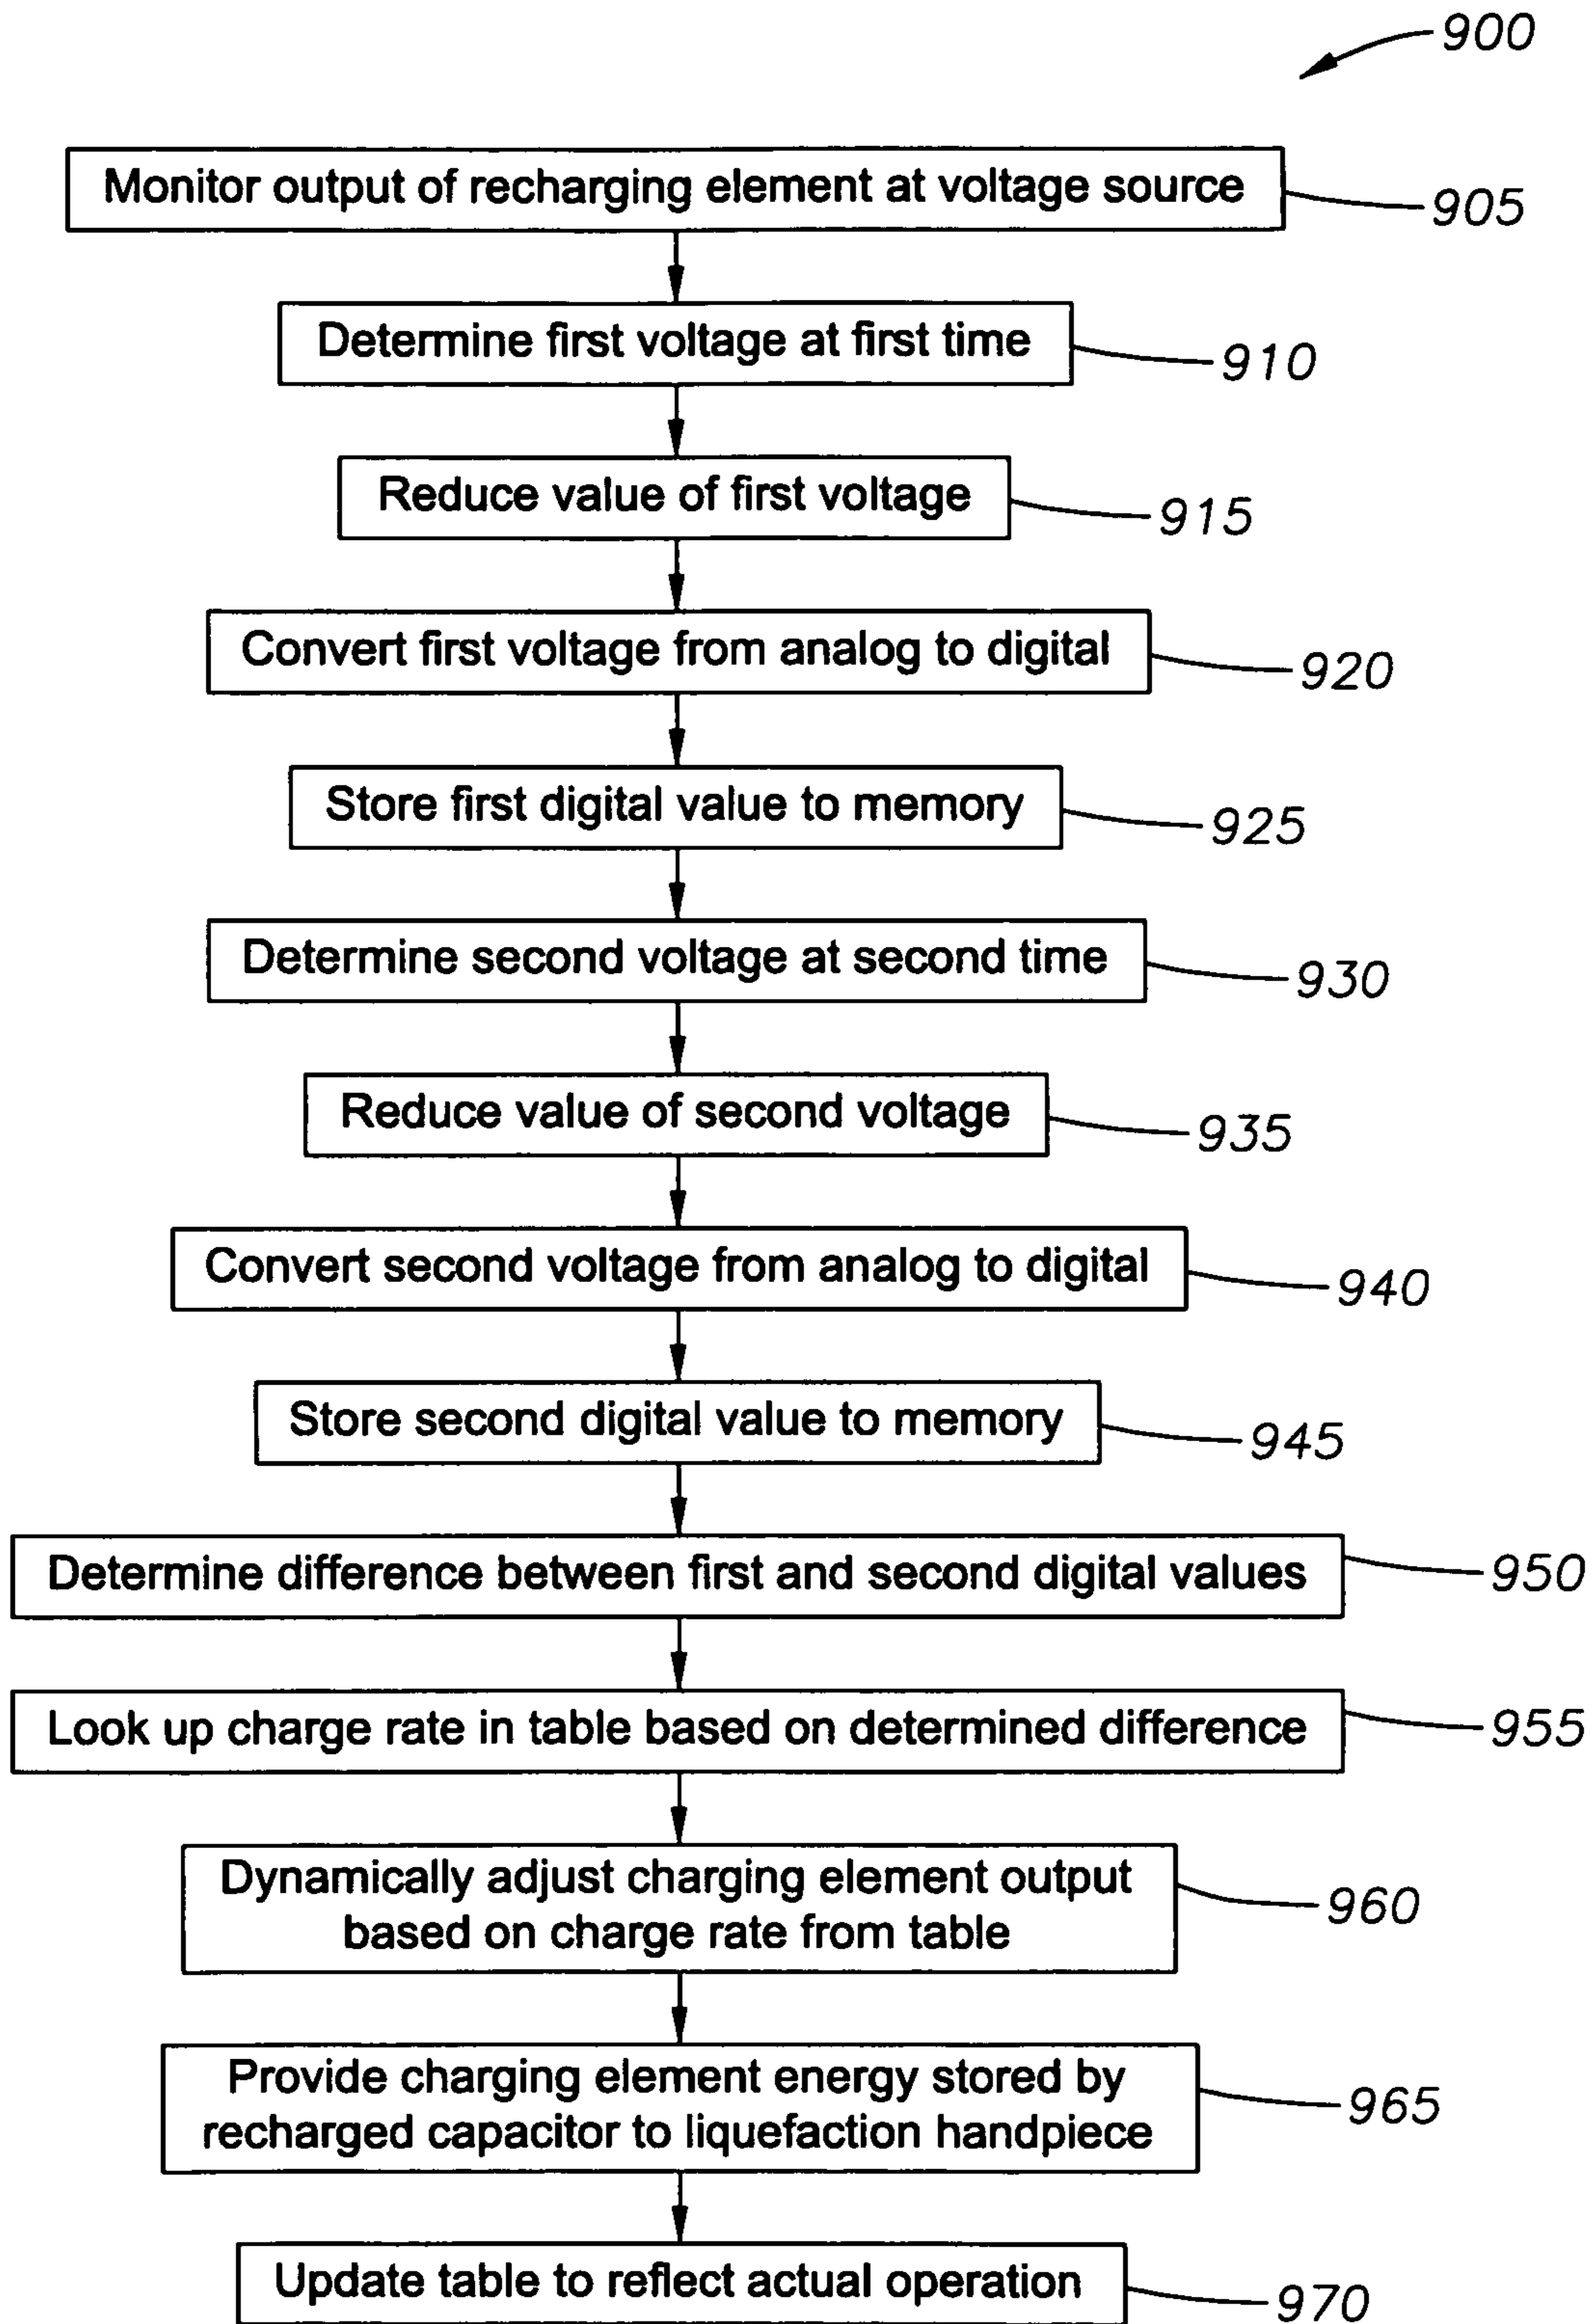 900
Monitor output of recharging element at voltage source
905
Determine first voltage at first time
910
Reduce value of first voltage
915
Convert first voltage from analog to digital
920
Store first digital value to memory
925
Determine second voltage at second time
930
Reduce value of second voltage
935
Convert second voltage from analog to digital
940
Store second digital value to memory
945
Determine difference between first and second digital values
950
Look up charge rate in table based on determined difference
955
Dynamically adjust charging element output
based on charge rate from table
960
Provide charging element energy stored by
recharged capacitor to liquefaction handpiece
965
Update table to reflect actual operation
970